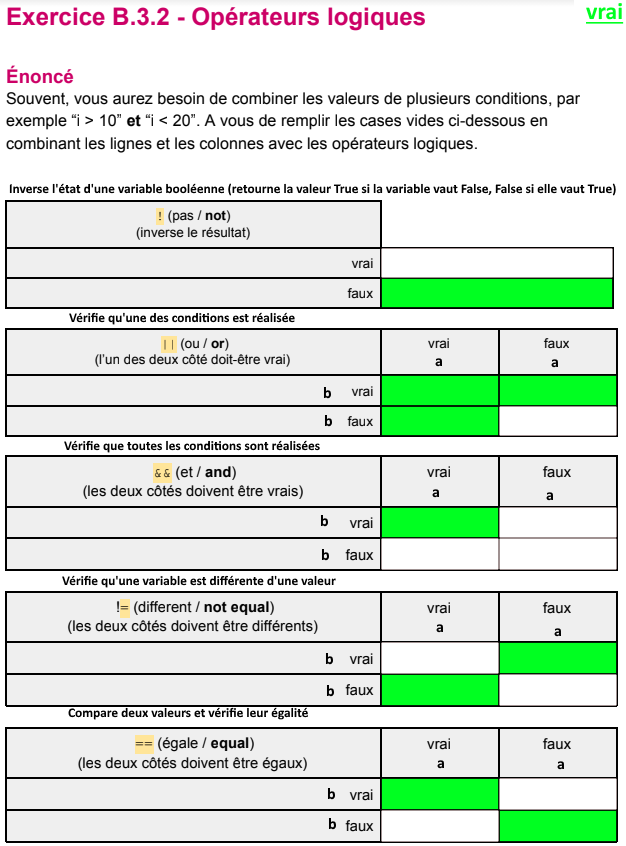 Exercice B.3.2 - Opérateurs logiques
vrai
Énoncé
Souvent, vous aurez besoin de combiner les valeurs de plusieurs conditions, par
exemple “i > 10” et “i < 20”. A vous de remplir les cases vides ci-dessous en
combinant les lignes et les colonnes avec les opérateurs logiques.
Inverse l'état d'une variable booléenne (retourne la valeur True si la variable vaut False, False si elle vaut True)
! (pas / not)
(inverse le résultat)
vrai
faux
Vérifie qu'une des conditions est réalisée
|| (ou / or) vrai faux
(l’un des deux côté doit-être vrai) a a
b vrai
b faux
Vérifie que toutes les conditions sont réalisées
&& (et / and) vrai faux
(les deux côtés doivent être vrais) a a
b vrai
b faux
Vérifie qu'une variable est différente d'une valeur
!= (different / not equal) vrai faux
(les deux côtés doivent être différents) a a
b vrai
b faux
Compare deux valeurs et vérifie leur égalité
== (égale / equal) vrai faux
(les deux côtés doivent être égaux) a a
b vrai
b faux